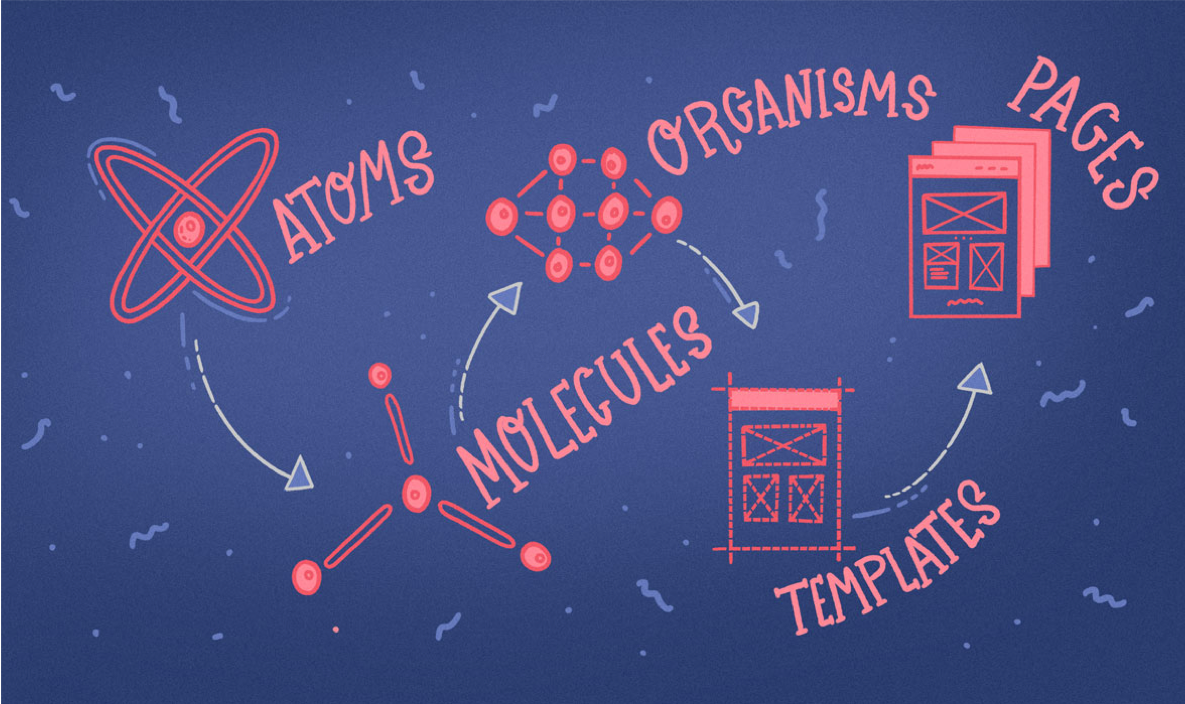 ATOMS
MOLECULES
ORGANISMS
TEMPLATES
PAGES